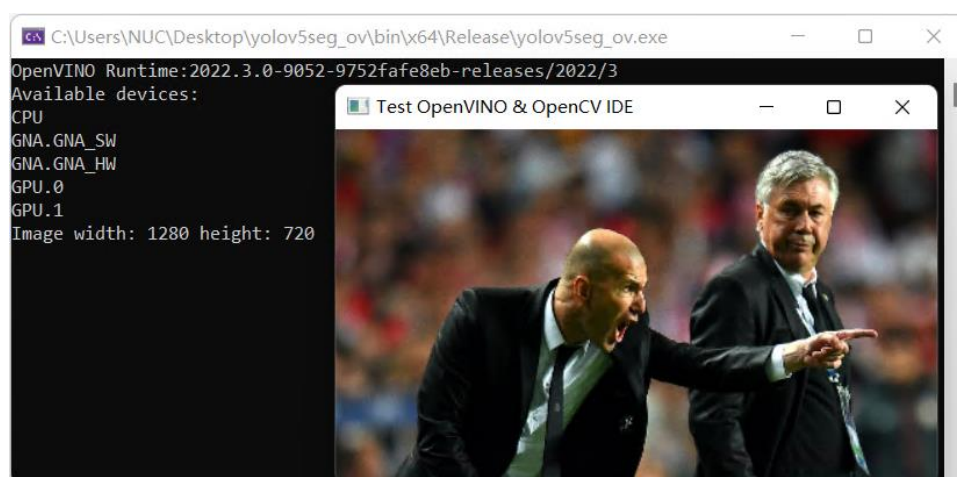 C:\Users\NUC\Desktop\yolov5seg_ov\bin\x64\Release\yolov5seg_ov.exe
OpenVINO Runtime:2022.3.0-9052-9752fafe8eb-releases/2022/3
Available devices:
CPU
GNA.GNA_SW
GNA.GNA_HW
GPU.0
GPU.1
Image width: 1280 height: 720
Test OpenVINO & OpenCV IDE